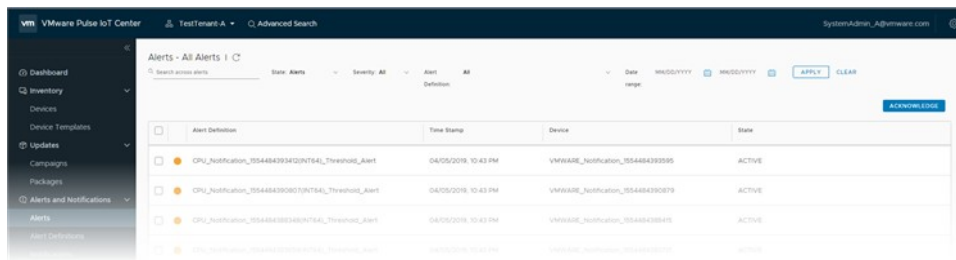 vm VMware Pulse IoT Center TestTenant-A Advanced Search SystemAdmin_A@vmware.com
Alerts - All Alerts
Search across alerts State: Alerts Severity: All Alert Definition: All Date range: MM/DD/YYYY MM/DD/YYYY APPLY CLEAR
ACKNOWLEDGE
Dashboard
Inventory
Devices
Device Templates
Updates
Campaigns
Packages
Alerts and Notifications
Alerts
Alert Definitions
Alert Definition Time Stamp Device State
CPU_Notification_1554484393412(INT64)_Threshold_Alert 04/05/2019, 10:43 PM VMWARE_Notification_1554484393595 ACTIVE
CPU_Notification_1554484390807(INT64)_Threshold_Alert 04/05/2019, 10:43 PM VMWARE_Notification_1554484390879 ACTIVE
04/05/2019, 10:43 PM ACTIVE